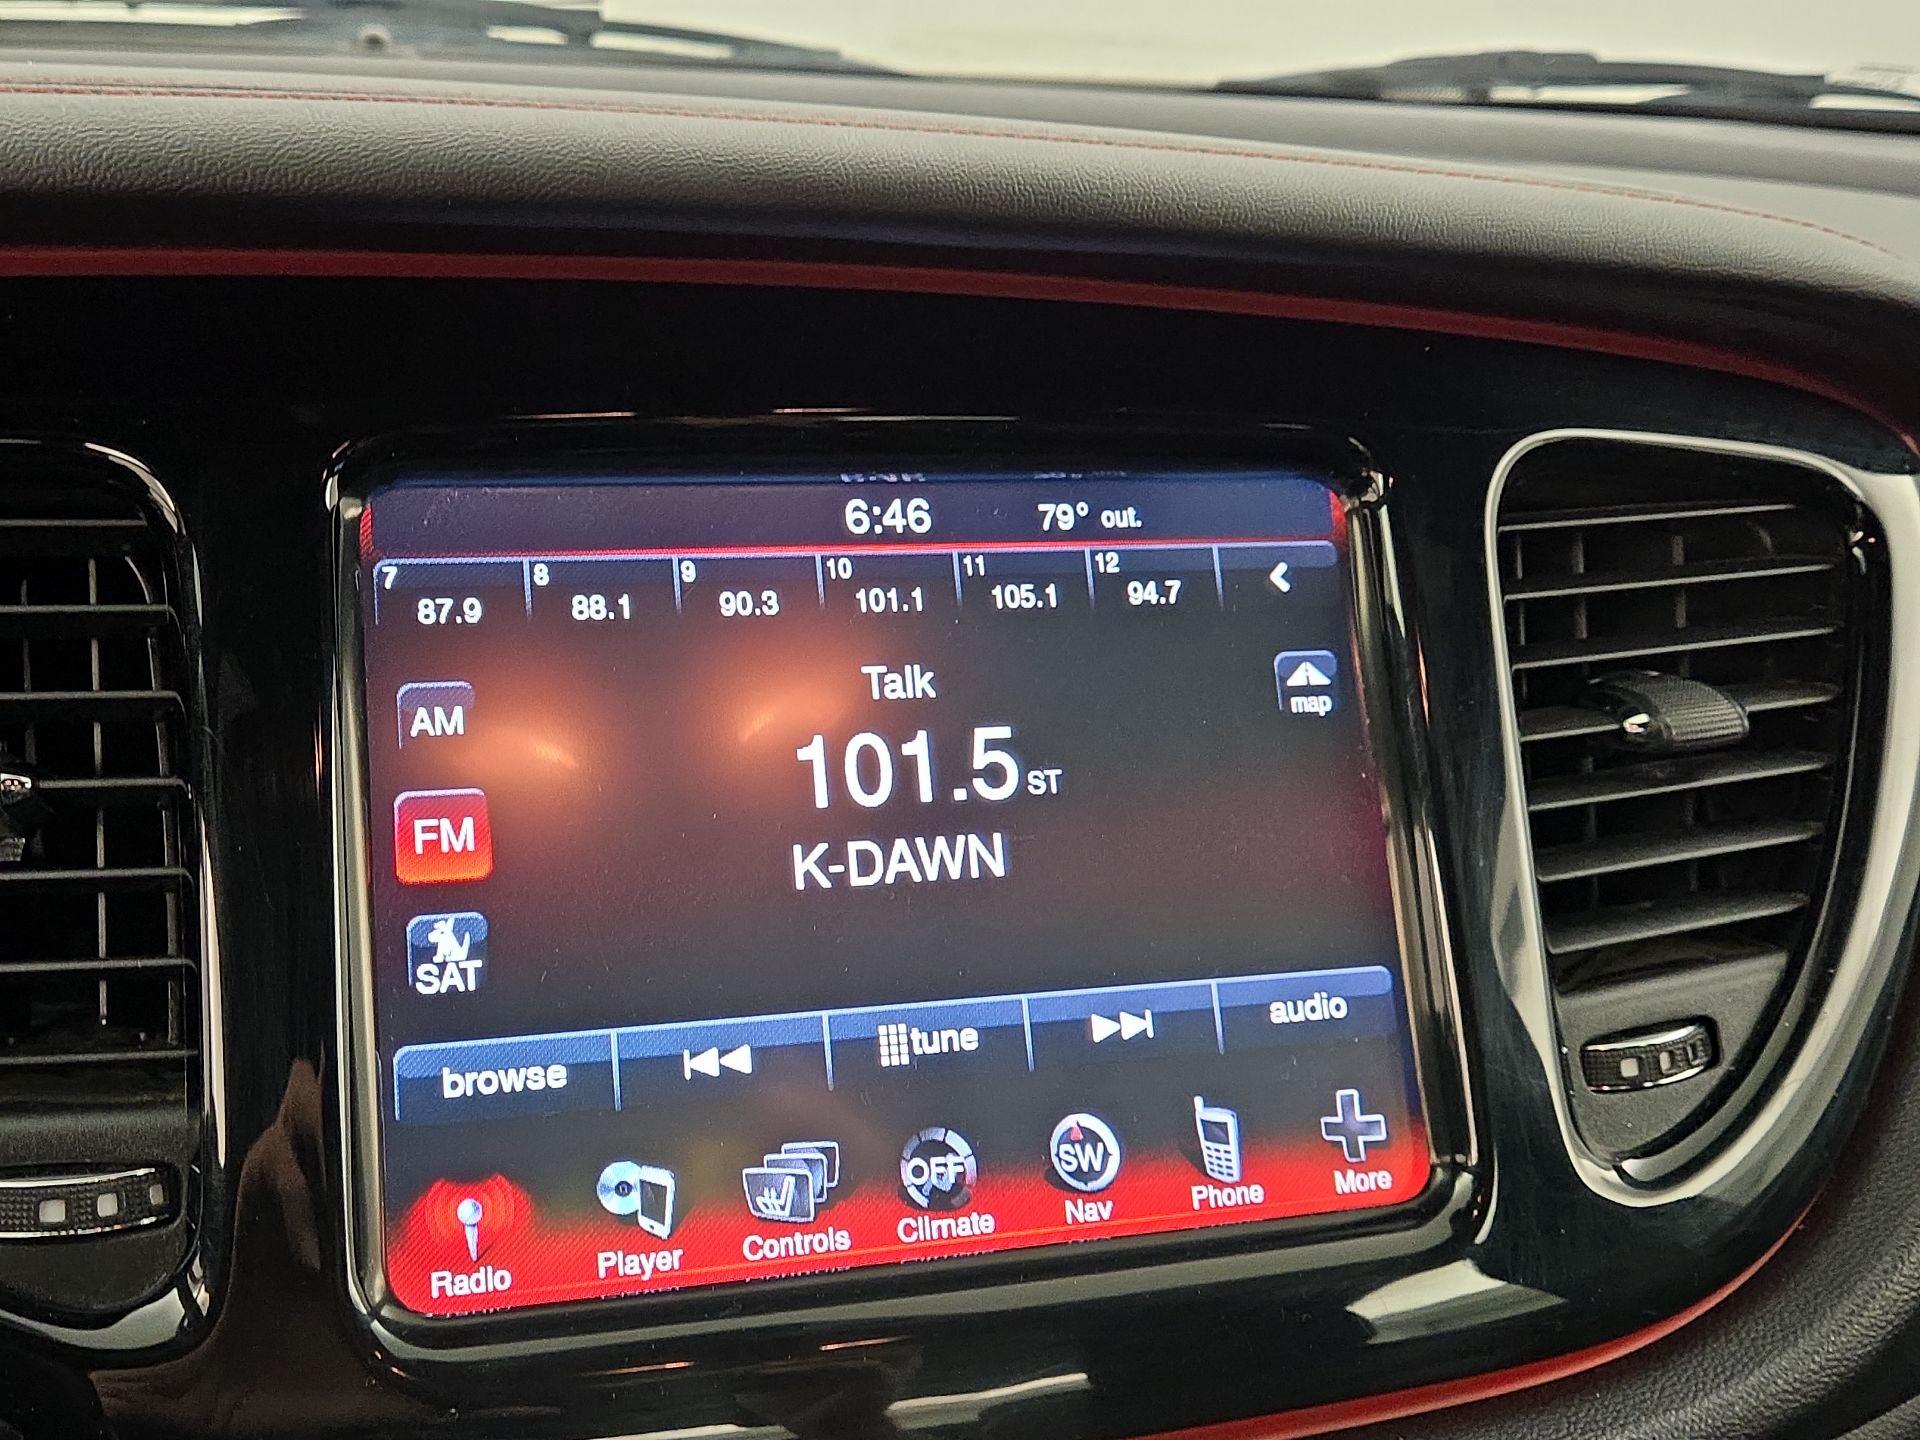 6:46 79° out.
7 8 9 10 11 12
87.9 88.1 90.3 101.1 105.1 94.7
Talk
map
AM
101.5 ST
FM
K-DAWN
SAT
browse tune audio
OFF SW
Radio Player Controls Climate Nav Phone More